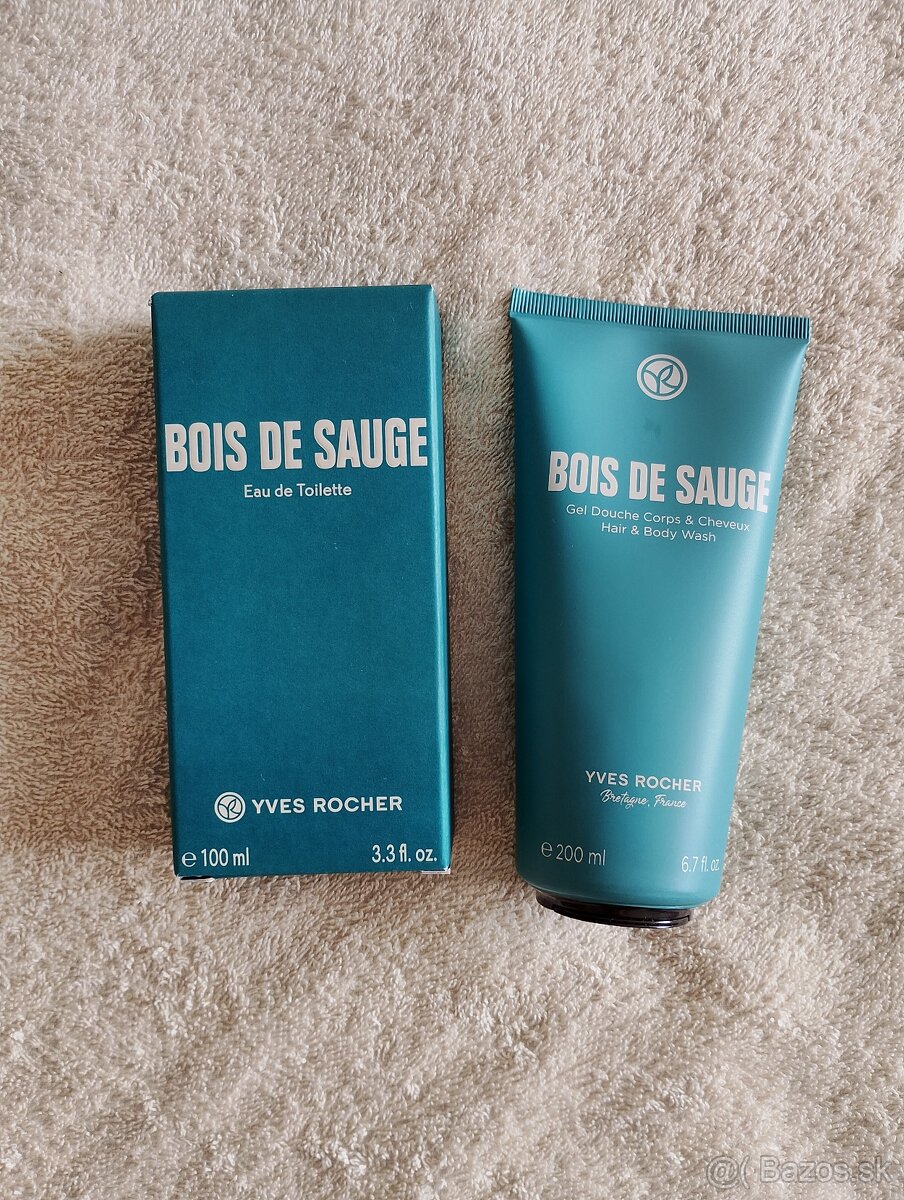 BOIS DE SAUGE
Eau de Toilette
YVES ROCHER
e 100 ml
3.3 fl. oz.
YR
BOIS DE SAUGE
Gel Douche Corps & Cheveux
Hair & Body Wash
YVES ROCHER
Bretagne, France
e 200 ml
6.7 fl. oz.
@( Bazos.sk